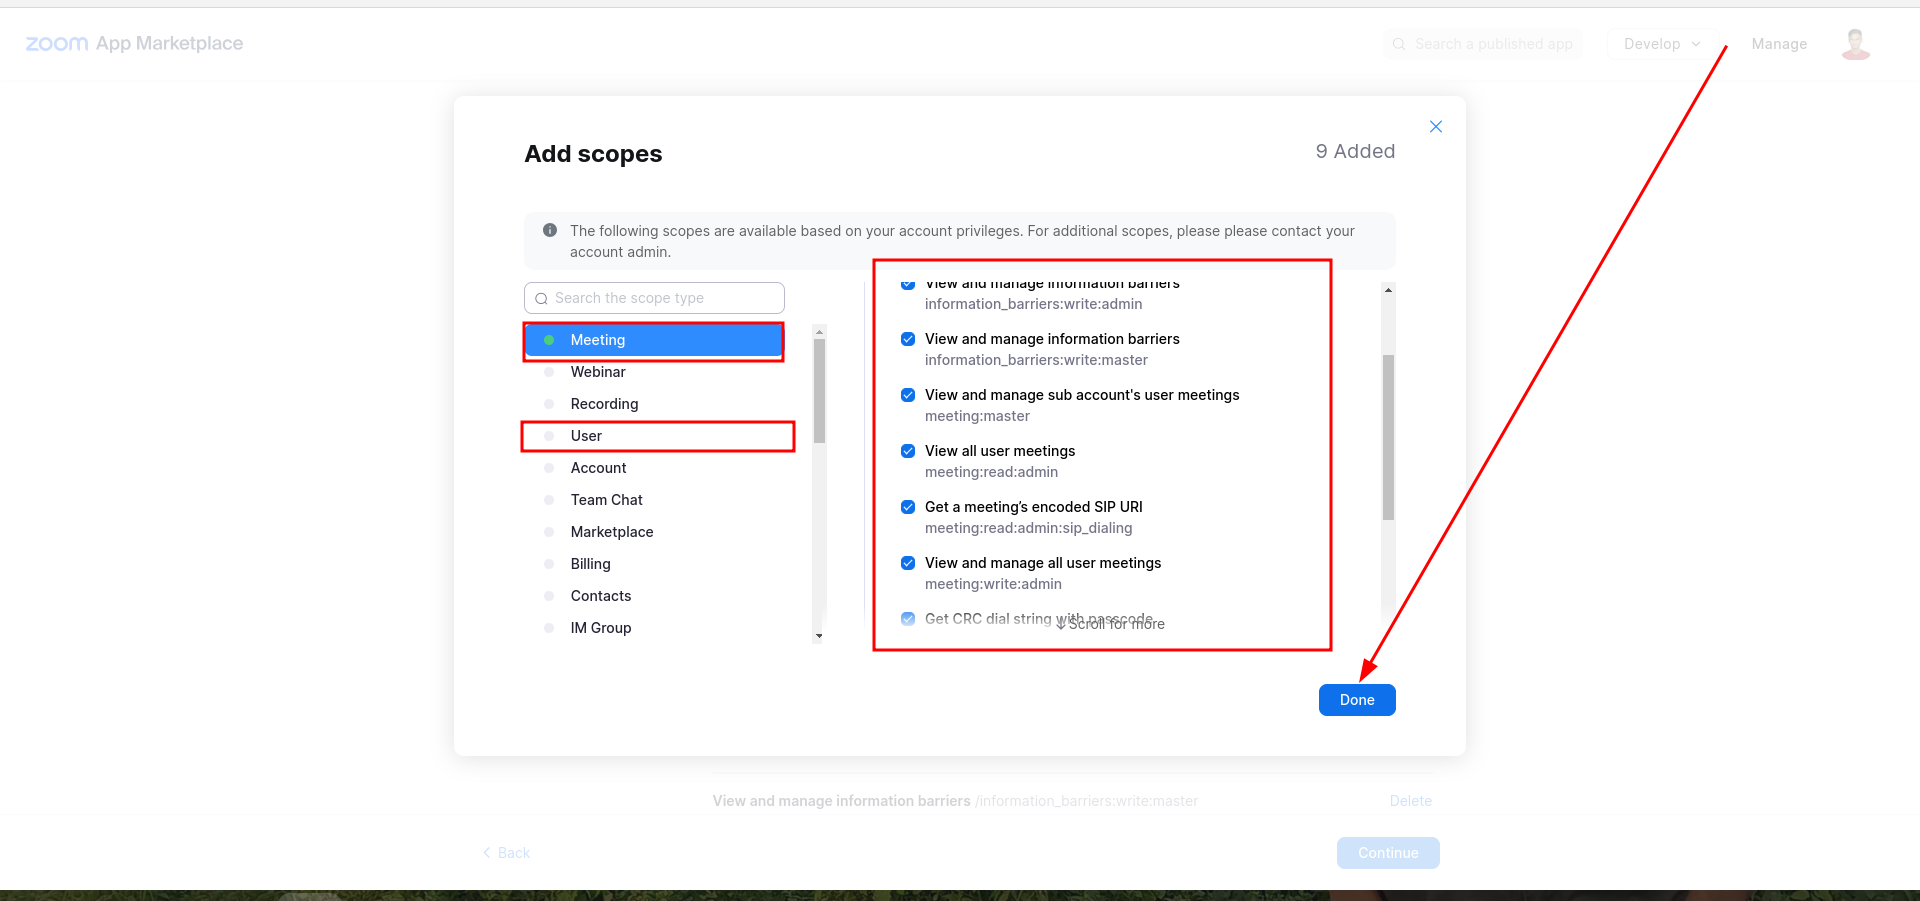 zoom App Marketplace
Search a published app
Develop
Manage
Add scopes
9 Added
The following scopes are available based on your account privileges. For additional scopes, please please contact your
account admin.
Search the scope type
Meeting
Webinar
Recording
User
Account
Team Chat
Marketplace
Billing
Contacts
IM Group
View and manage information barriers
information_barriers:write:admin
View and manage information barriers
information_barriers:write:master
View and manage sub account's user meetings
meeting:master
View all user meetings
meeting:read:admin
Get a meeting’s encoded SIP URI
meeting:read:admin:sip_dialing
View and manage all user meetings
meeting:write:admin
Get CRC dial string with passcode
Scroll for more
Done
View and manage information barriers /information_barriers:write:master
Delete
Back
Continue